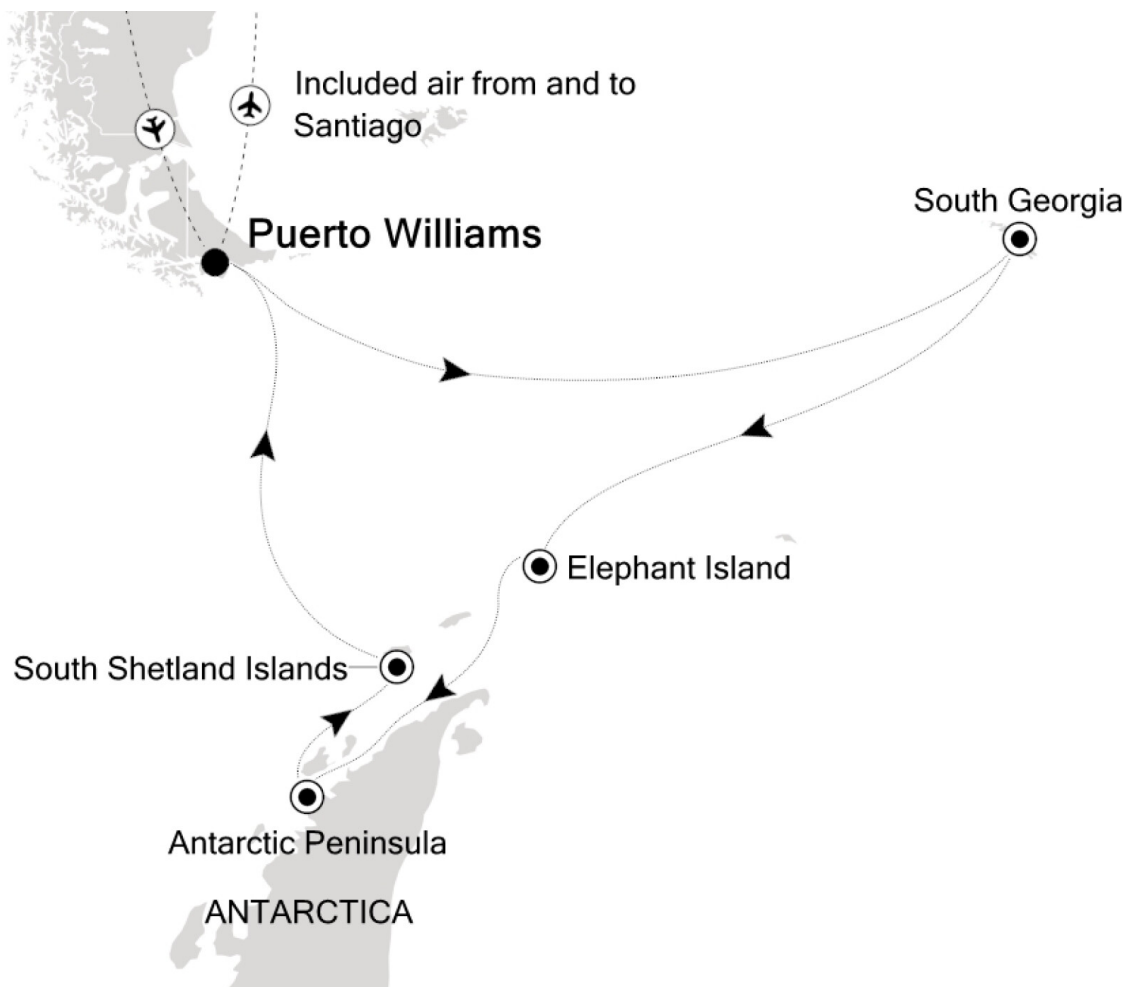 Included air from and to
Santiago
South Georgia
Puerto Williams
Elephant Island
South Shetland Islands
Antarctic Peninsula
ANTARCTICA